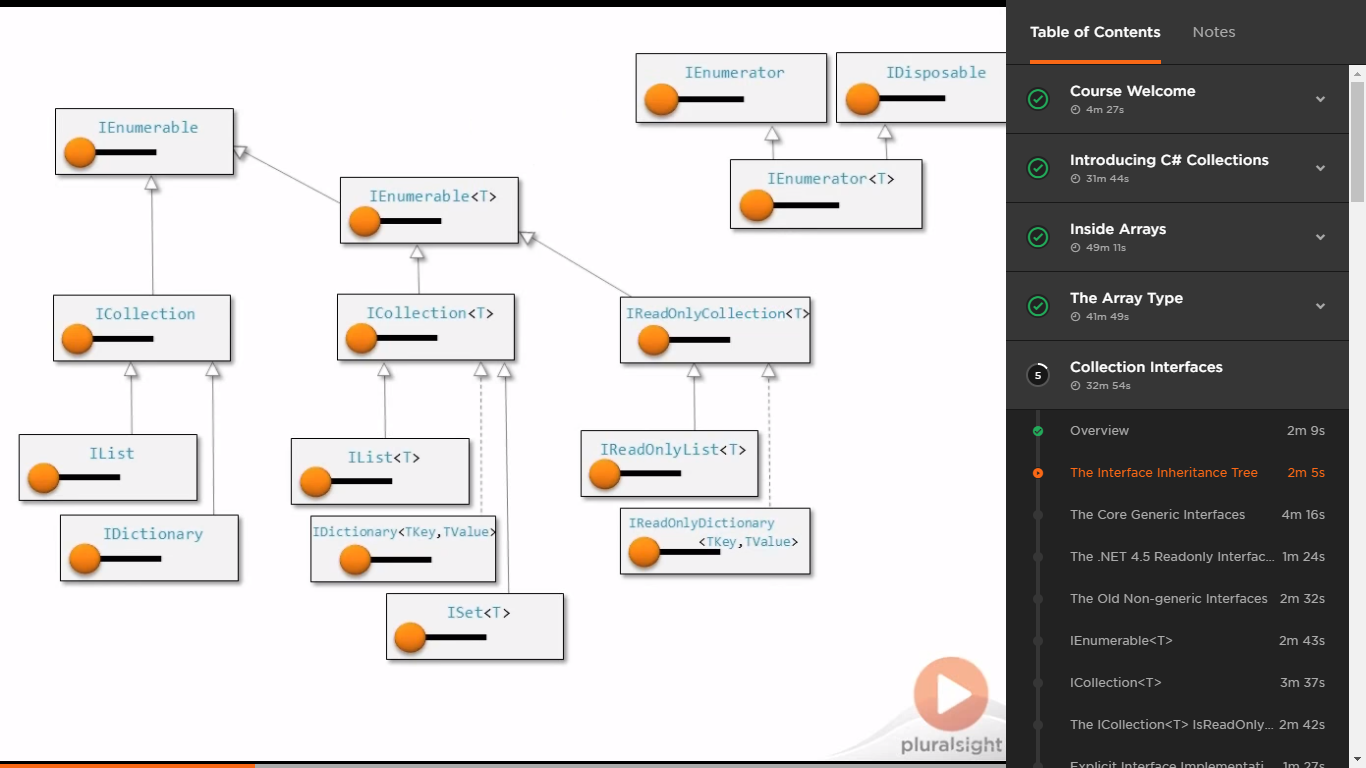 IEnumerator
IDisposable
IEnumerable
IEnumerable<T>
IEnumerator<T>
ICollection
ICollection<T>
IReadOnlyCollection<T>
IList
IList<T>
IReadOnlyList<T>
IDictionary
IDictionary<TKey,TValue>
IReadOnlyDictionary
<TKey,TValue>
ISet<T>
pluralsight
Table of Contents
Notes
Course Welcome
4m 27s
Introducing C# Collections
31m 44s
Inside Arrays
49m 11s
The Array Type
41m 49s
5
Collection Interfaces
32m 54s
Overview 2m 9s
The Interface Inheritance Tree 2m 5s
The Core Generic Interfaces 4m 16s
The .NET 4.5 Readonly Interfac... 1m 24s
The Old Non-generic Interfaces 2m 32s
IEnumerable<T> 2m 43s
ICollection<T> 3m 37s
The ICollection<T> IsReadOnly... 2m 42s
Explicit Interface Implementati... 1m 27s